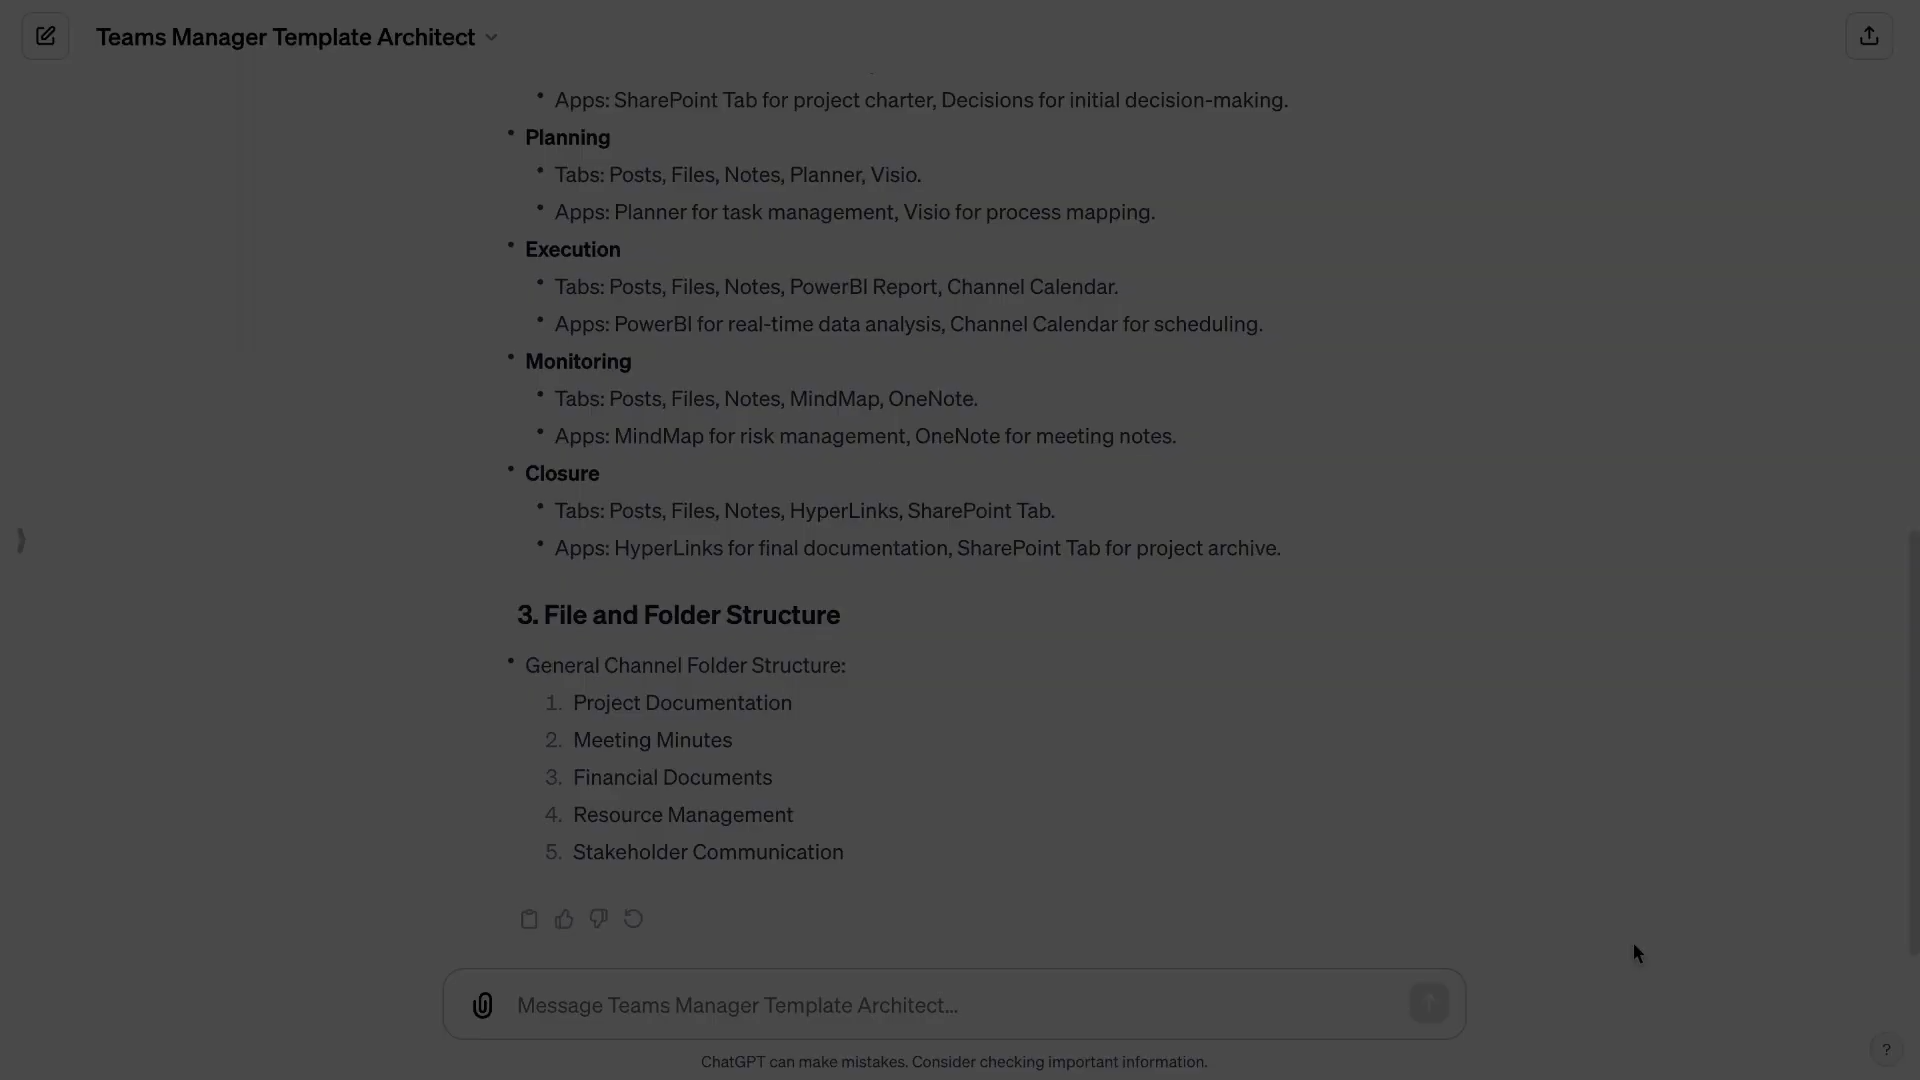 Teams Manager Template Architect
• Apps: SharePoint Tab for project charter, Decisions for initial decision-making.
• Planning
• Tabs: Posts, Files, Notes, Planner, Visio.
• Apps: Planner for task management, Visio for process mapping.
• Execution
• Tabs: Posts, Files, Notes, PowerBI Report, Channel Calendar.
• Apps: PowerBI for real-time data analysis, Channel Calendar for scheduling.
• Monitoring
• Tabs: Posts, Files, Notes, MindMap, OneNote.
• Apps: MindMap for risk management, OneNote for meeting notes.
• Closure
• Tabs: Posts, Files, Notes, HyperLinks, SharePoint Tab.
• Apps: HyperLinks for final documentation, SharePoint Tab for project archive.
3. File and Folder Structure
• General Channel Folder Structure:
1. Project Documentation
2. Meeting Minutes
3. Financial Documents
4. Resource Management
5. Stakeholder Communication
Message Teams Manager Template Architect...
ChatGPT can make mistakes. Consider checking important information.
?